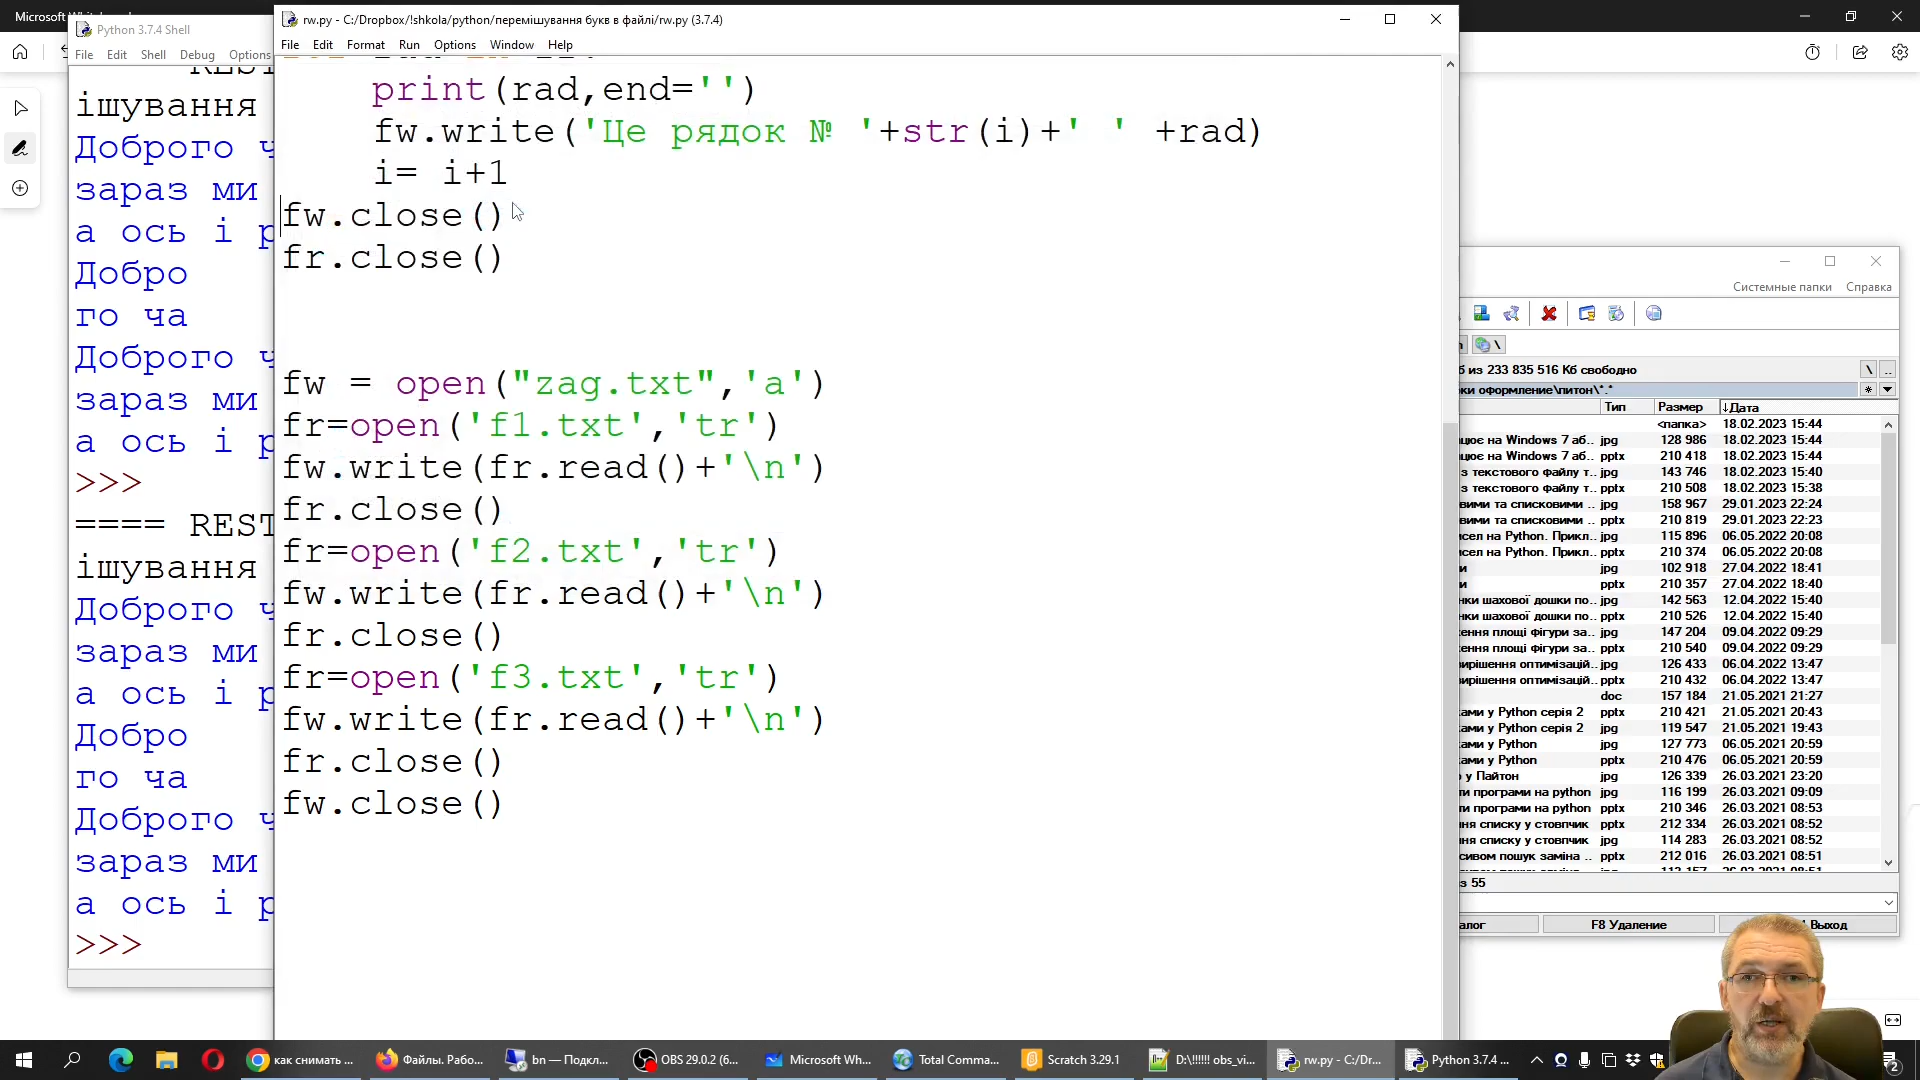 Microsoft
Python 3.7.4 Shell
File Edit Shell Debug Options
ішування
Доброго
зараз ми
а ось і
Добро
го ча
Доброго
зараз ми
а ось і
>>>
==== REST
ішування
Доброго
зараз ми
а ось і
Добро
го ча
Доброго
зараз ми
а ось і
>>>
rw.py - C:/Dropbox/!shkola/python/перемішування букв в файлі/rw.py (3.7.4)
File Edit Format Run Options Window Help
print(rad,end='')
fw.write('Це рядок № '+str(i)+' ' +rad)
i= i+1
fw.close()
fr.close()
fw = open("zag.txt",'a')
fr=open('f1.txt','tr')
fw.write(fr.read()+'\n')
fr.close()
fr=open('f2.txt','tr')
fw.write(fr.read()+'\n')
fr.close()
fr=open('f3.txt','tr')
fw.write(fr.read()+'\n')
fr.close()
fw.close()
Системные папки Справка
из 233 835 516 Кб свободно
оформление\питон\*.*
Тип Размер ↓Дата
<папка> 18.02.2023 15:44
цює на Windows 7 аб.. jpg 128 986 18.02.2023 15:44
цює на Windows 7 аб.. pptx 210 418 18.02.2023 15:44
з текстового файлу т.. jpg 143 746 18.02.2023 15:40
з текстового файлу т.. pptx 210 508 18.02.2023 15:38
вими та списковими .. jpg 158 967 29.01.2023 22:24
вими та списковими .. pptx 210 819 29.01.2023 22:23
исел на Python. Прикл.. jpg 115 896 06.05.2022 20:08
исел на Python. Прикл.. pptx 210 374 06.05.2022 20:08
jpg 102 918 27.04.2022 18:41
pptx 210 357 27.04.2022 18:40
нки шахової дошки по.. jpg 142 563 12.04.2022 15:40
нки шахової дошки по.. pptx 210 526 12.04.2022 15:40
ення площі фігури за.. jpg 147 204 09.04.2022 09:29
ення площі фігури за.. pptx 210 540 09.04.2022 09:29
вирішення оптимізацій.. jpg 126 433 06.04.2022 13:47
вирішення оптимізацій.. pptx 210 432 06.04.2022 13:47
doc 157 184 21.05.2021 21:27
ками у Python серія 2 pptx 210 421 21.05.2021 20:43
ками у Python серія 2 jpg 119 547 21.05.2021 19:43
ками у Python jpg 127 773 06.05.2021 20:59
ками у Python pptx 210 476 06.05.2021 20:59
у Пайтон jpg 126 339 26.03.2021 23:20
ти програми на python jpg 116 199 26.03.2021 09:09
ти програми на python pptx 210 346 26.03.2021 08:53
ння списку у стовпчик pptx 212 334 26.03.2021 08:52
ння списку у стовпчик jpg 114 283 26.03.2021 08:52
сивом пошук заміна .. pptx 212 016 26.03.2021 08:51
из 55
алог F8 Удаление Выход
как снимать ... Файлы. Рабо... bn — Подкл... OBS 29.0.2 (6... Microsoft Wh... Total Comma... Scratch 3.29.1 D:\!!!!!! obs_vi... rw.py - C:/Dr... Python 3.7.4 ... 2